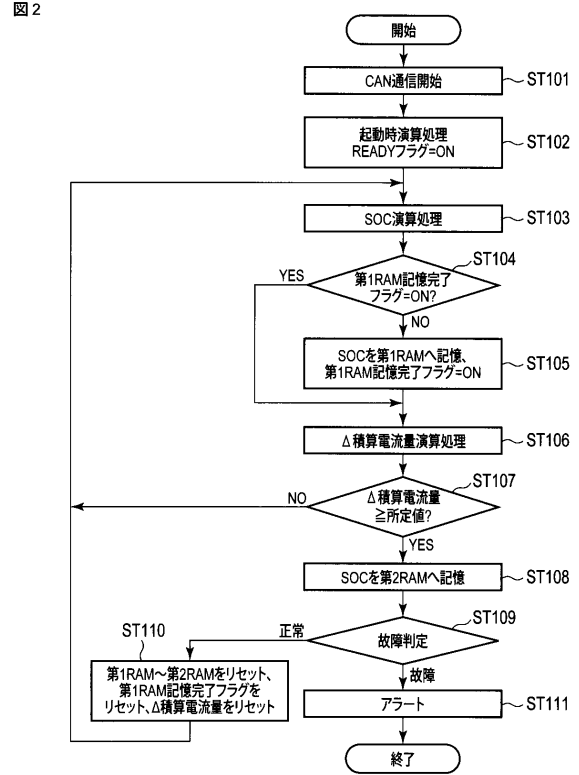 図2
開始
CAN通信開始
ST101
起動時演算処理
READYフラグ=ON
ST102
SOC演算処理
ST103
ST104
第1RAM記憶完了
フラグ=ON?
YES
NO
SOCを第1RAMへ記憶、
第1RAM記憶完了フラグ=ON
ST105
Δ積算電流量演算処理
ST106
ST107
Δ積算電流量
≧所定値?
NO
YES
SOCを第2RAMへ記憶
ST108
ST109
故障判定
正常
故障
ST110
第1RAM～第2RAMをリセット、
第1RAM記憶完了フラグを
リセット、Δ積算電流量をリセット
アラート
ST111
終了